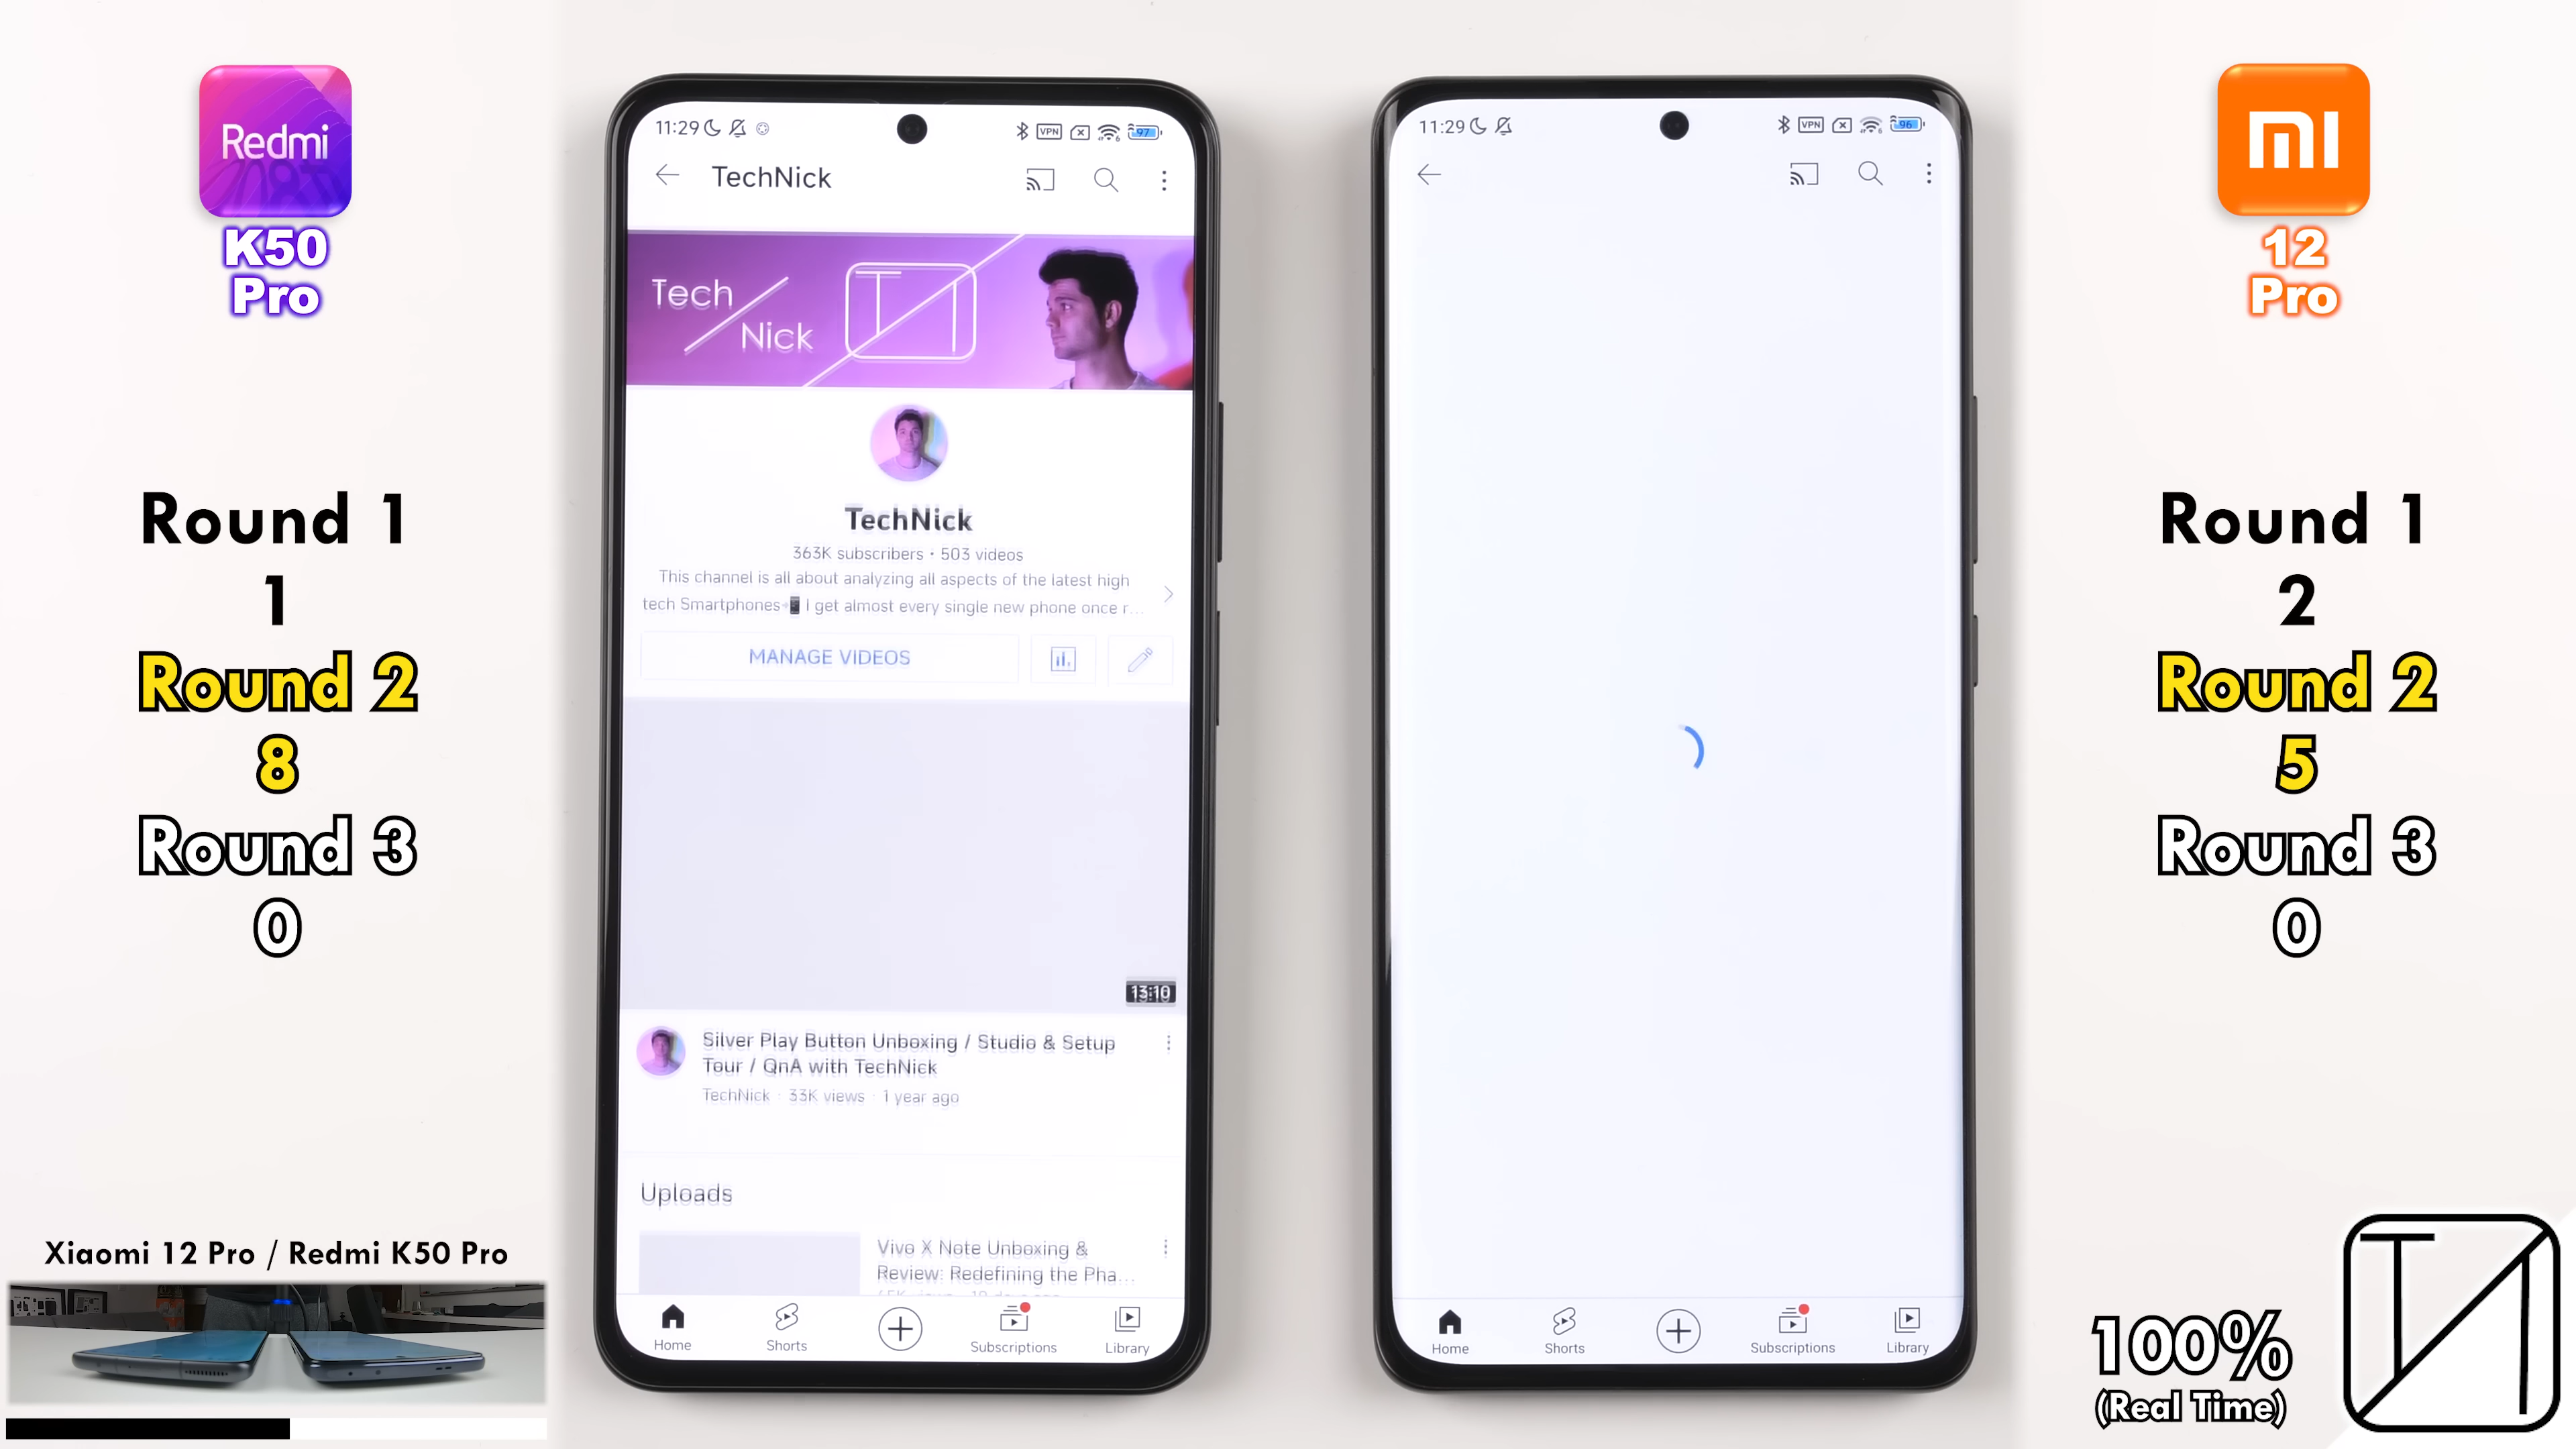 Redmi
K50
Pro
Round 1
1
Round 2
8
Round 3
0
Xiaomi 12 Pro / Redmi K50 Pro
11:29
VPN
97
TechNick
Tech
Nick
TechNick
363K subscribers · 503 videos
This channel is all about analyzing all aspects of the latest high
tech Smartphones📱 I get almost every single new phone once r...
MANAGE VIDEOS
13:10
Silver Play Button Unboxing / Studio & Setup
Tour / QnA with TechNick
TechNick · 33K views · 1 year ago
Uploads
Vivo X Note Unboxing &
Review: Redefining the Pha...
Home
Shorts
Subscriptions
Library
11:29
VPN
96
Home
Shorts
Subscriptions
Library
MI
12
Pro
Round 1
2
Round 2
5
Round 3
0
100%
(Real Time)